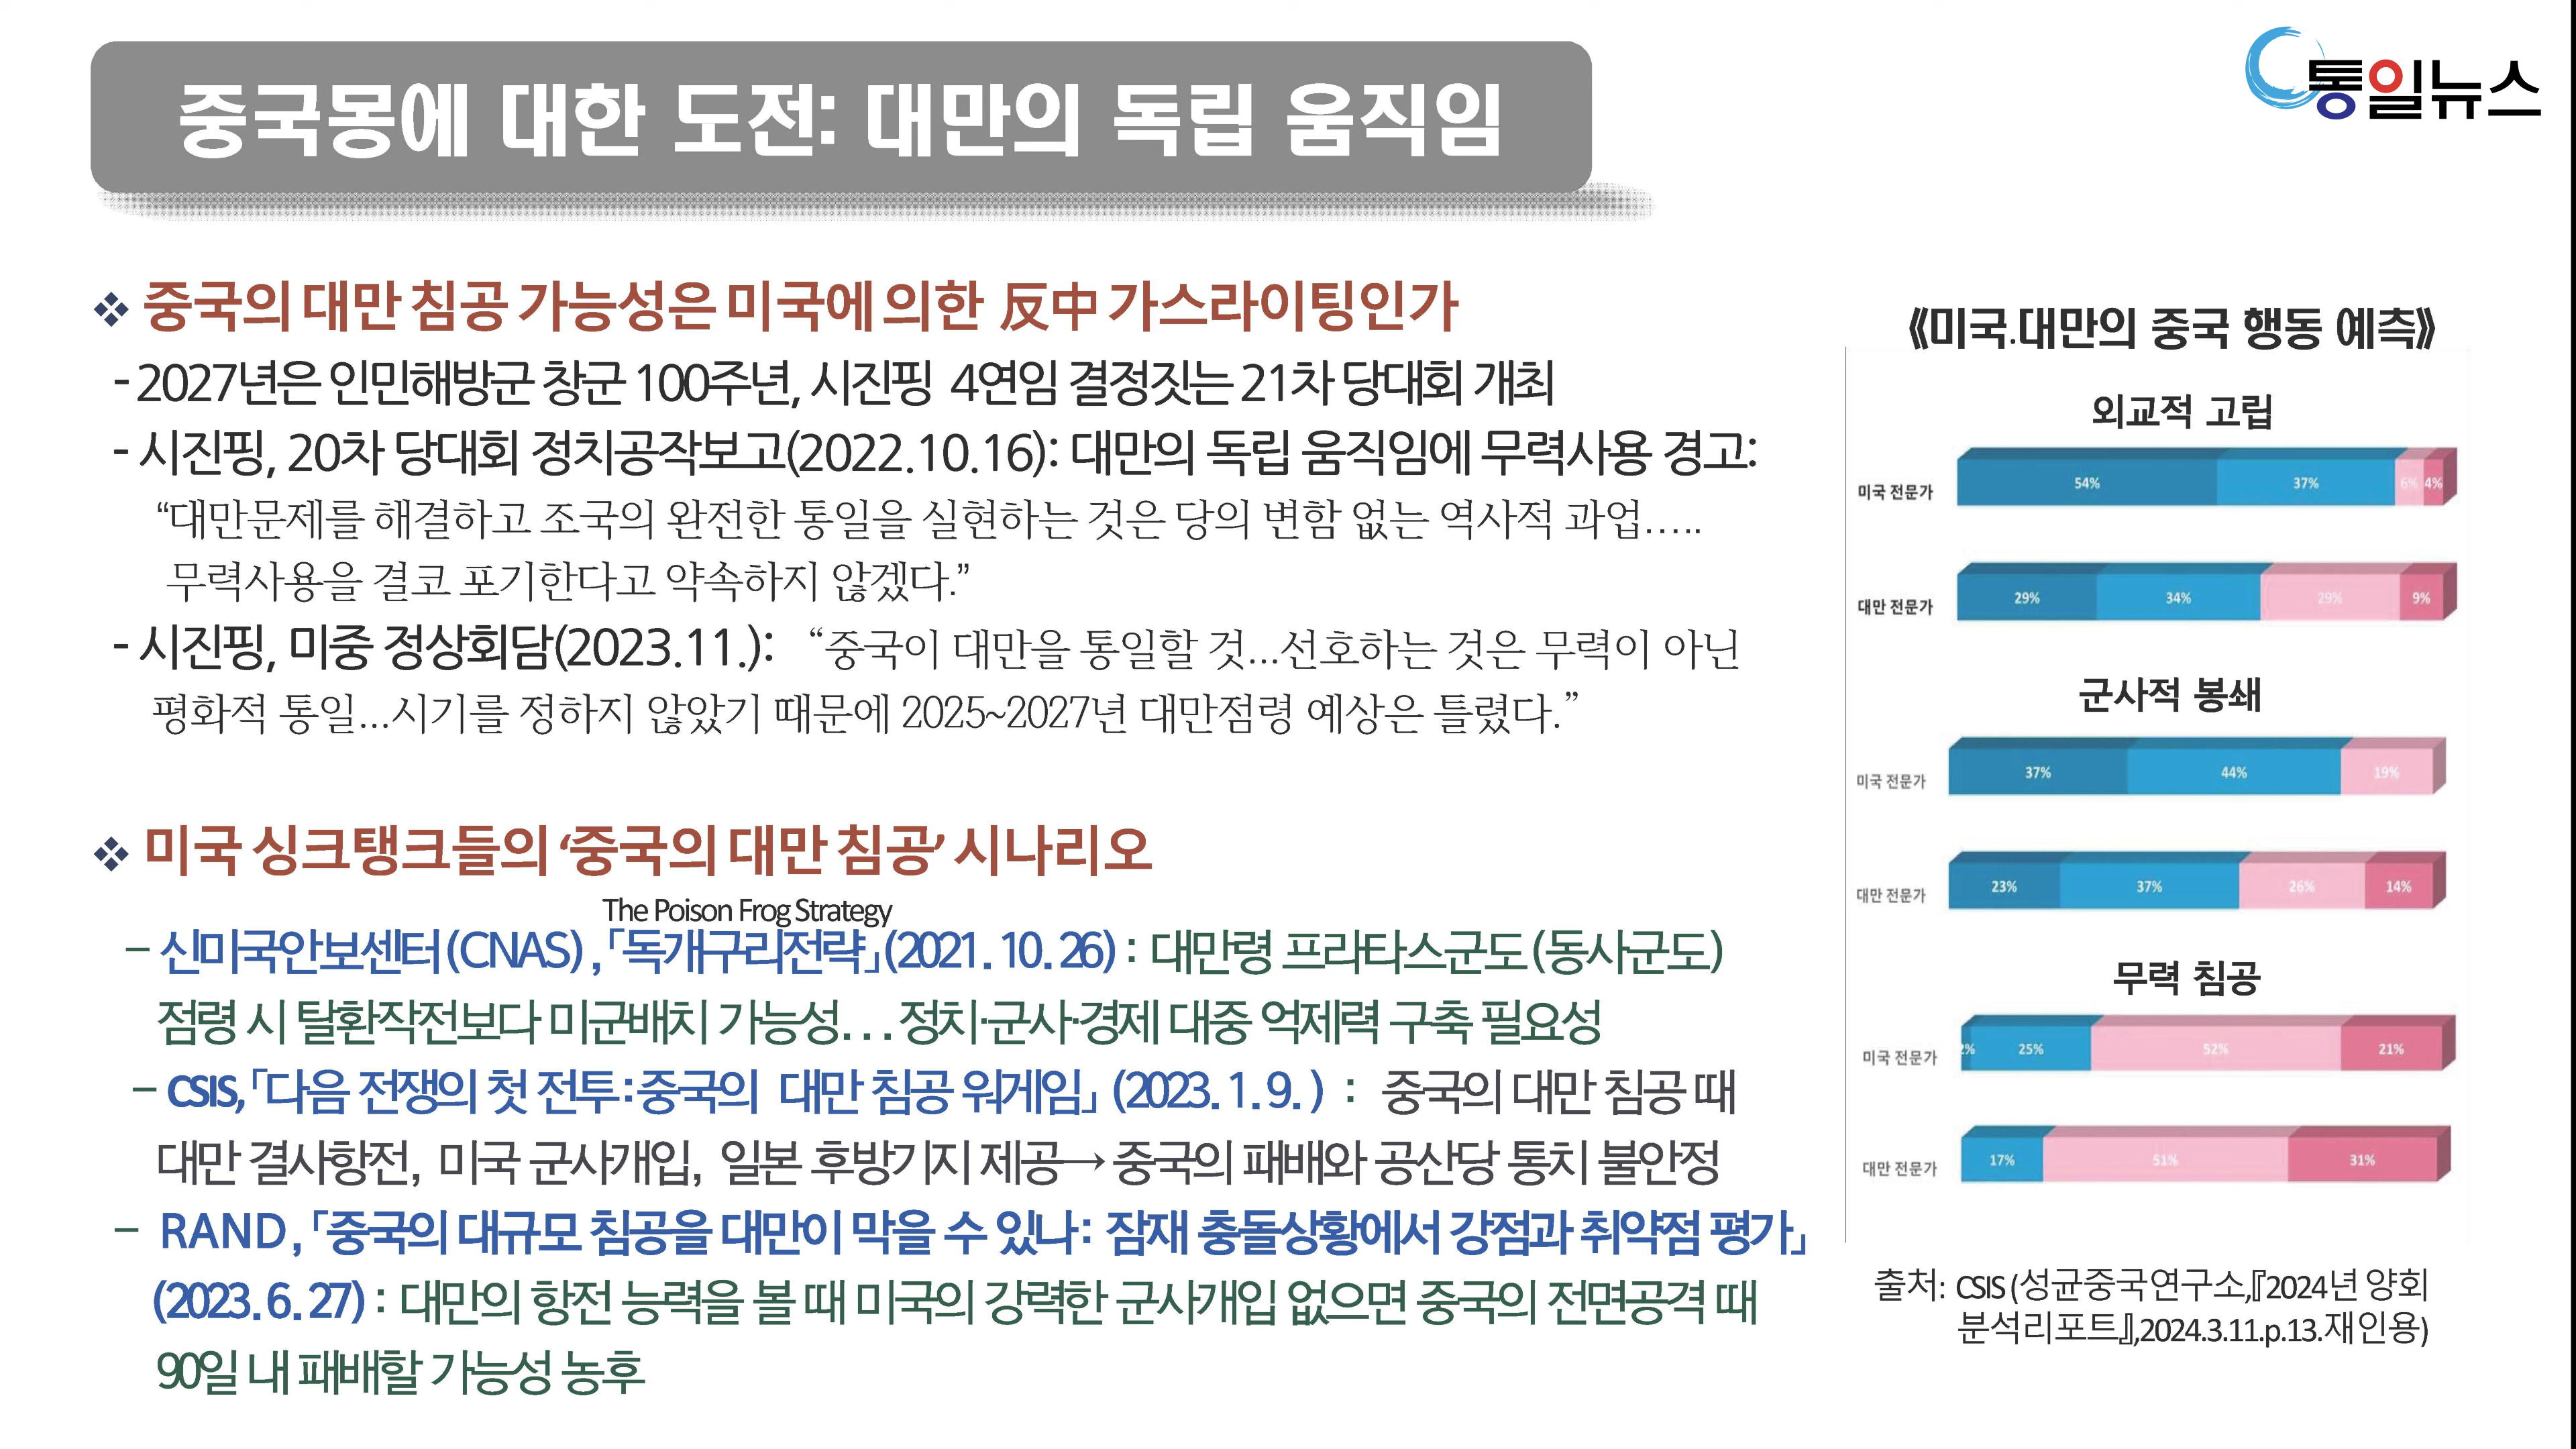 중국몽에 대한 도전: 대만의 독립 움직임
통일뉴스
❖ 중국의 대만 침공 가능성은 미국에 의한 反中 가스라이팅인가
- 2027년은 인민해방군 창군 100주년, 시진핑 4연임 결정짓는 21차 당대회 개최
- 시진핑, 20차 당대회 정치공작보고(2022.10.16): 대만의 독립 움직임에 무력사용 경고:
“대만문제를 해결하고 조국의 완전한 통일을 실현하는 것은 당의 변함 없는 역사적 과업…..
무력사용을 결코 포기한다고 약속하지 않겠다.”
- 시진핑, 미중 정상회담(2023.11.): “중국이 대만을 통일할 것...선호하는 것은 무력이 아닌
평화적 통일...시기를 정하지 않았기 때문에 2025~2027년 대만점령 예상은 틀렸다.”
❖ 미국 싱크탱크들의 ‘중국의 대만 침공’ 시나리오
The Poison Frog Strategy
– 신미국안보센터(CNAS),「독개구리전략」(2021. 10. 26) : 대만령 프라타스군도(동사군도)
점령 시 탈환작전보다 미군배치 가능성...정치·군사·경제 대중 억제력 구축 필요성
– CSIS,「다음 전쟁의 첫 전투:중국의 대만 침공 워게임」(2023. 1. 9. ) : 중국의 대만 침공 때
대만 결사항전, 미국 군사개입, 일본 후방기지 제공→ 중국의 패배와 공산당 통치 불안정
– RAND,「중국의 대규모 침공을 대만이 막을 수 있나: 잠재 충돌상황에서 강점과 취약점 평가」
(2023. 6. 27) : 대만의 항전 능력을 볼 때 미국의 강력한 군사개입 없으면 중국의 전면공격 때
90일 내 패배할 가능성 농후
《미국.대만의 중국 행동 예측》
외교적 고립
미국 전문가 54% 37% 6% 4%
대만 전문가 29% 34% 29% 9%
군사적 봉쇄
미국 전문가 37% 44% 19%
대만 전문가 23% 37% 26% 14%
무력 침공
미국 전문가 2% 25% 52% 21%
대만 전문가 17% 51% 31%
출처: CSIS (성균중국연구소,『2024년 양회
분석리포트』,2024.3.11.p.13.재인용)